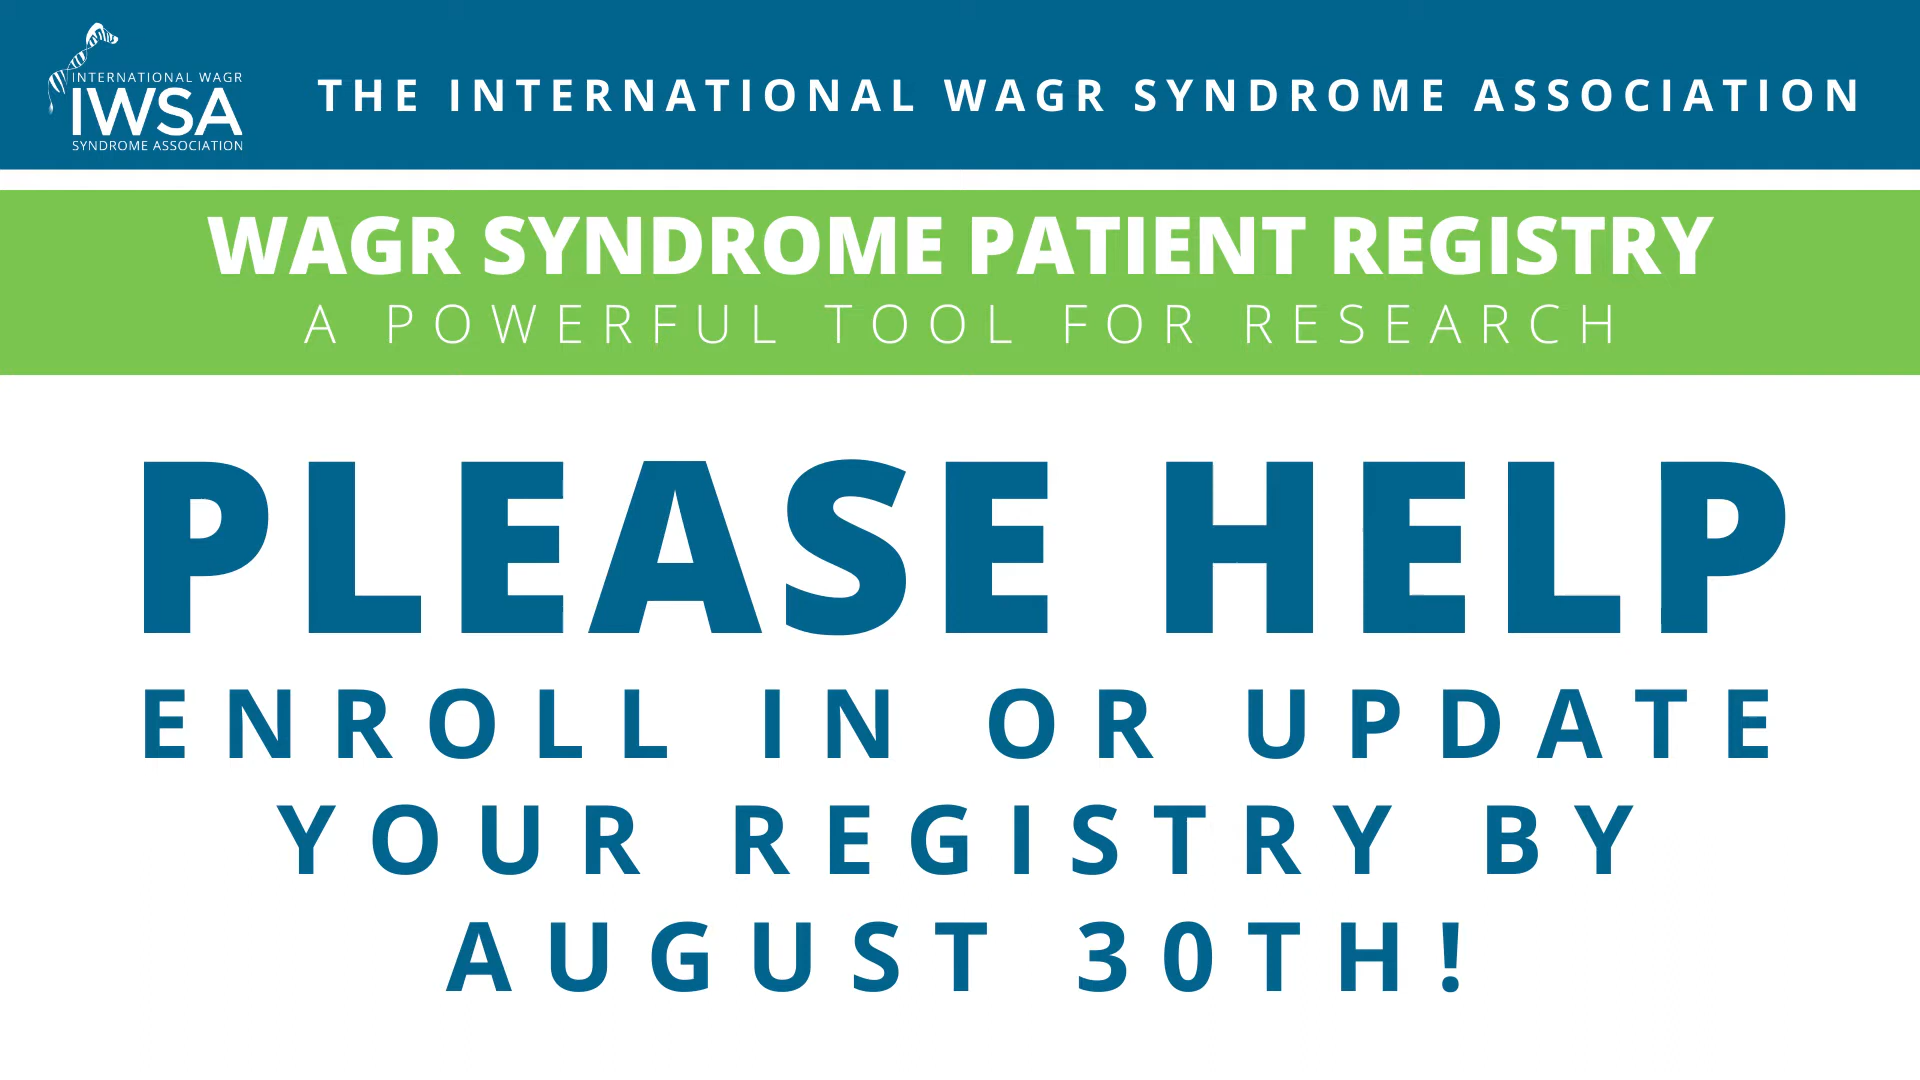 INTERNATIONAL WAGR
IWSA
SYNDROME ASSOCIATION
THE INTERNATIONAL WAGR SYNDROME ASSOCIATION
WAGR SYNDROME PATIENT REGISTRY
A POWERFUL TOOL FOR RESEARCH
PLEASE HELP
ENROLL IN OR UPDATE
YOUR REGISTRY BY
AUGUST 30TH!